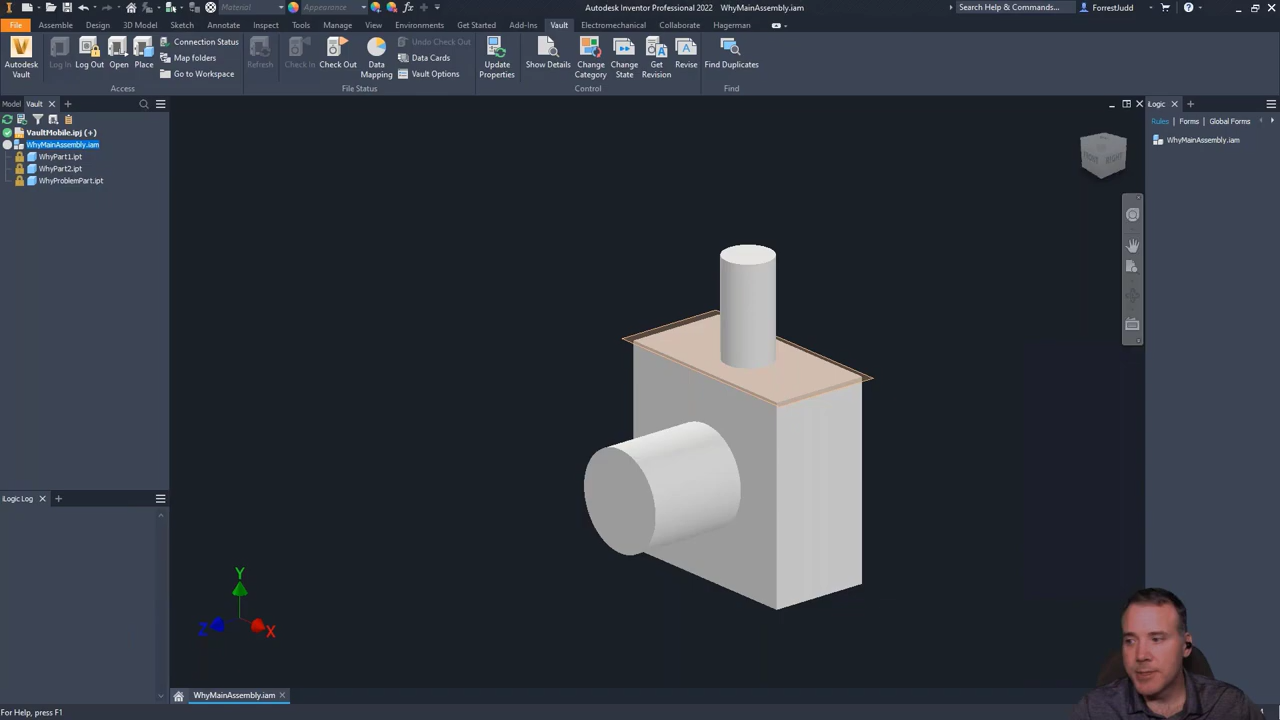 Material
Appearance
Autodesk Inventor Professional 2022
WhyMainAssembly.iam
Search Help & Commands...
ForrestJudd
File
Assemble
Design
3D Model
Sketch
Annotate
Inspect
Tools
Manage
View
Environments
Get Started
Add-Ins
Vault
Electromechanical
Collaborate
Hagerman
Autodesk
Vault
Log In
Log Out
Open
Place
Connection Status
Map folders
Go to Workspace
Access
Refresh
Check In
Check Out
Data
Mapping
Undo Check Out
Data Cards
Vault Options
File Status
Update
Properties
Show Details
Change
Category
Change
State
Get
Revision
Revise
Control
Find Duplicates
Find
Model
Vault
VaultMobile.ipj (+)
WhyMainAssembly.iam
WhyPart1.ipt
WhyPart2.ipt
WhyProblemPart.ipt
iLogic
Rules
Forms
Global Forms
WhyMainAssembly.iam
FRONT
RIGHT
iLogic Log
Y
Z
X
WhyMainAssembly.iam
For Help, press F1